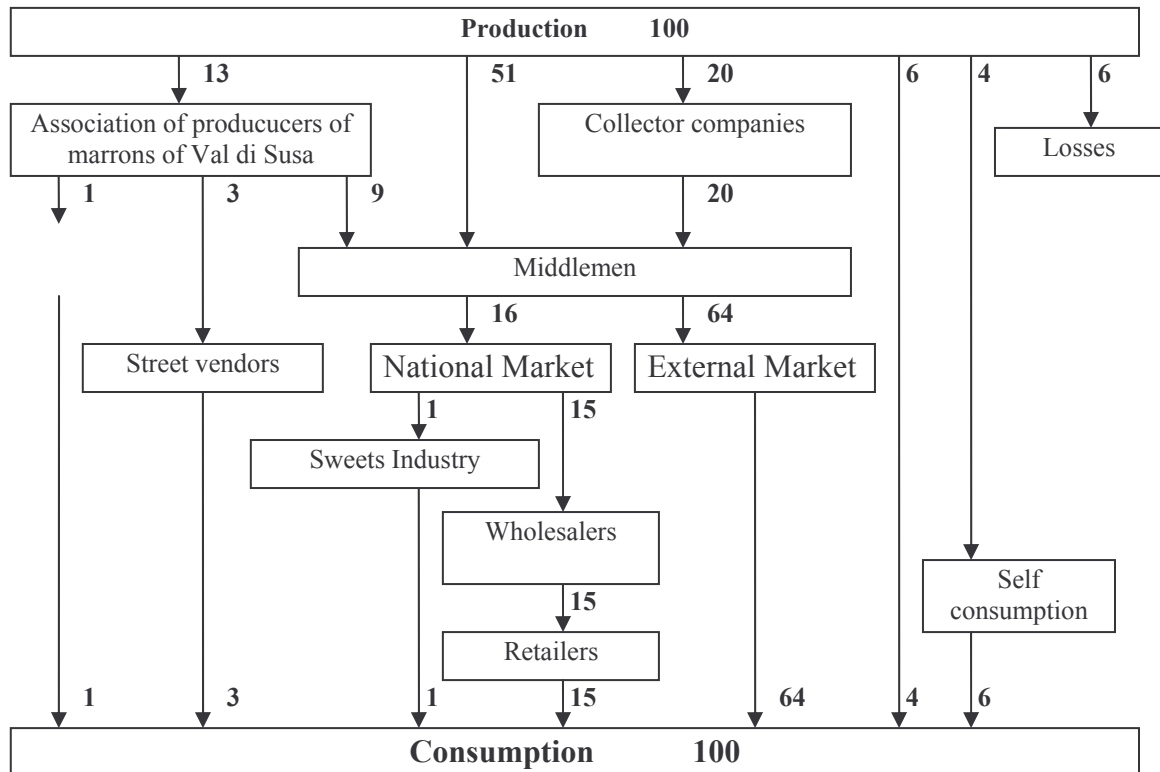 Production 100
13 51 20 6 4 6
Association of producucers of
marrons of Val di Susa
Collector companies
Losses
1 3 9 20
Middlemen
16 64
Street vendors
National Market
External Market
1 15
Sweets Industry
Wholesalers
Self
consumption
15
Retailers
1 3 1 15 64 4 6
Consumption 100